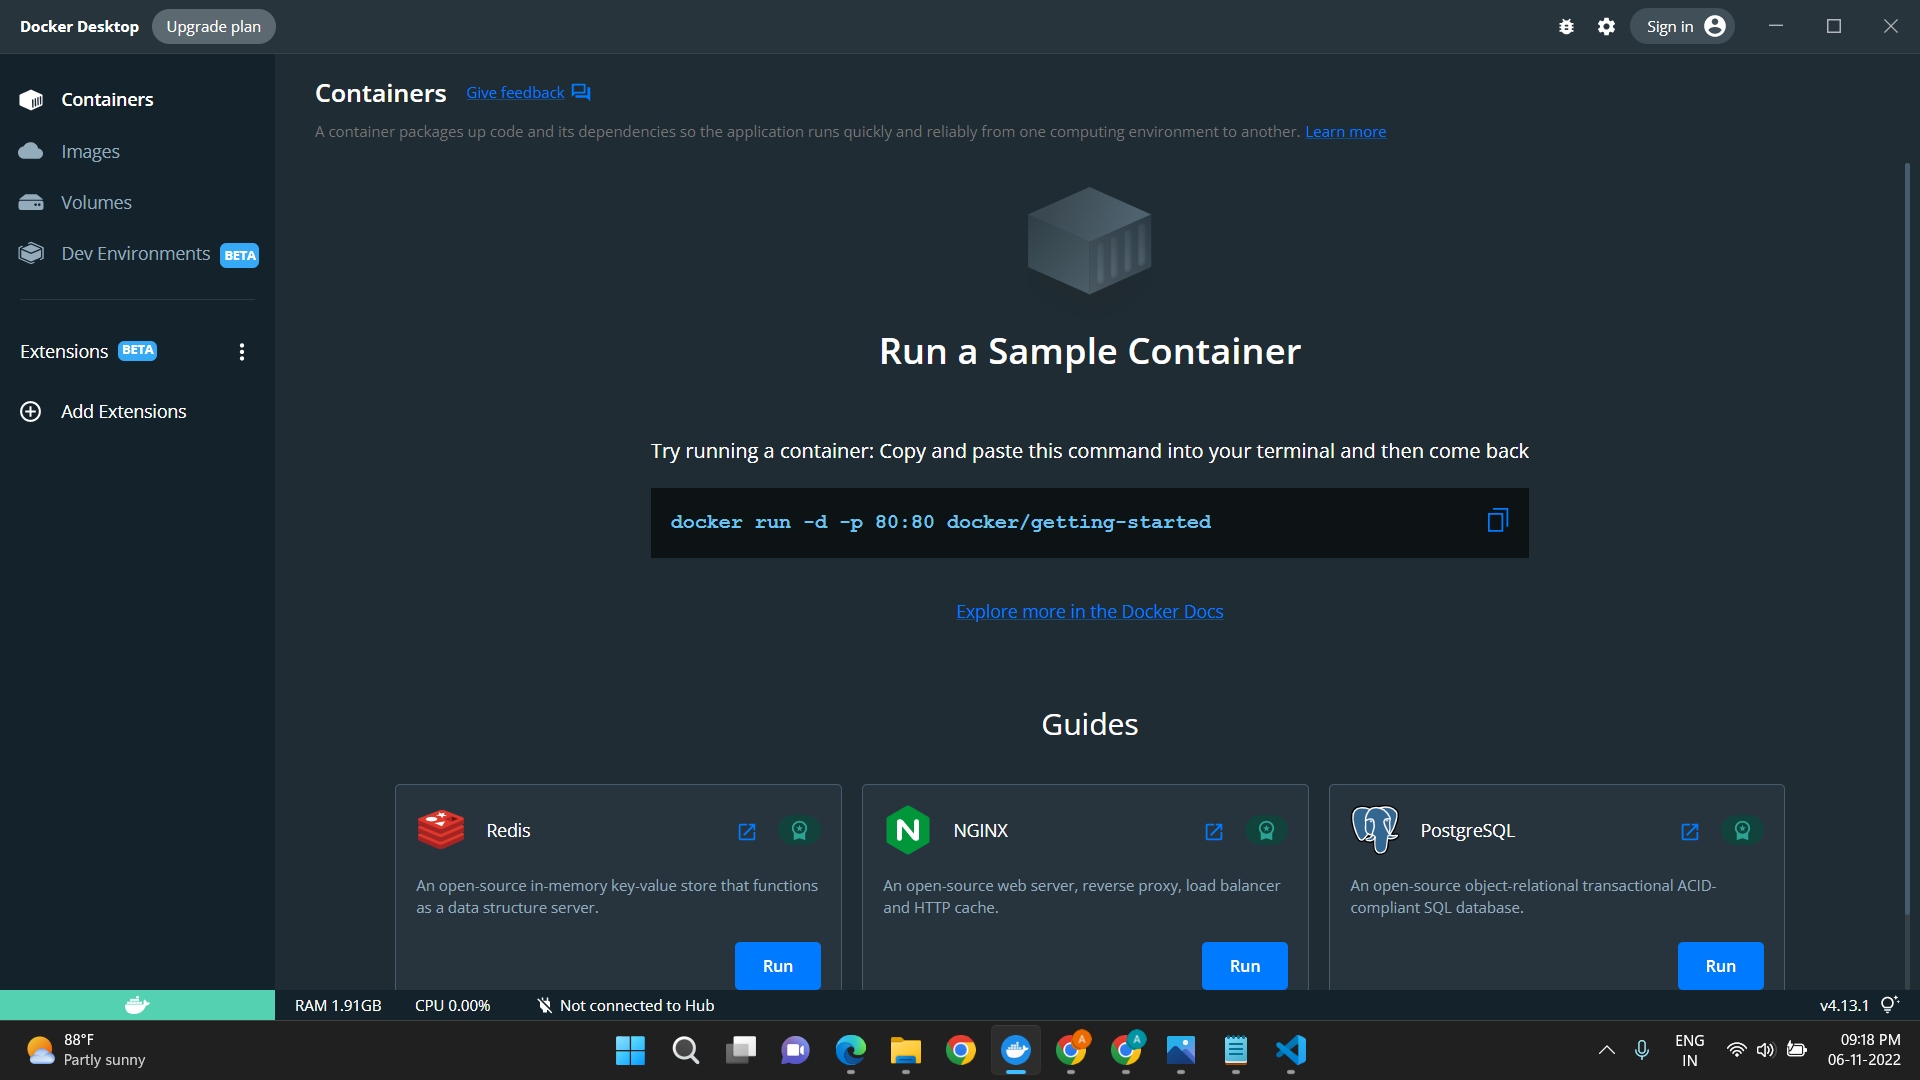 Docker Desktop
Upgrade plan
Sign in
Containers
Images
Volumes
Dev Environments BETA
Extensions BETA
Add Extensions
Containers
Give feedback
A container packages up code and its dependencies so the application runs quickly and reliably from one computing environment to another. Learn more
Run a Sample Container
Try running a container: Copy and paste this command into your terminal and then come back
docker run -d -p 80:80 docker/getting-started
Explore more in the Docker Docs
Guides
Redis
An open-source in-memory key-value store that functions
as a data structure server.
Run
NGINX
An open-source web server, reverse proxy, load balancer
and HTTP cache.
Run
PostgreSQL
An open-source object-relational transactional ACID-
compliant SQL database.
Run
RAM 1.91GB
CPU 0.00%
Not connected to Hub
v4.13.1
88°F
Partly sunny
A
A
ENG
IN
09:18 PM
06-11-2022